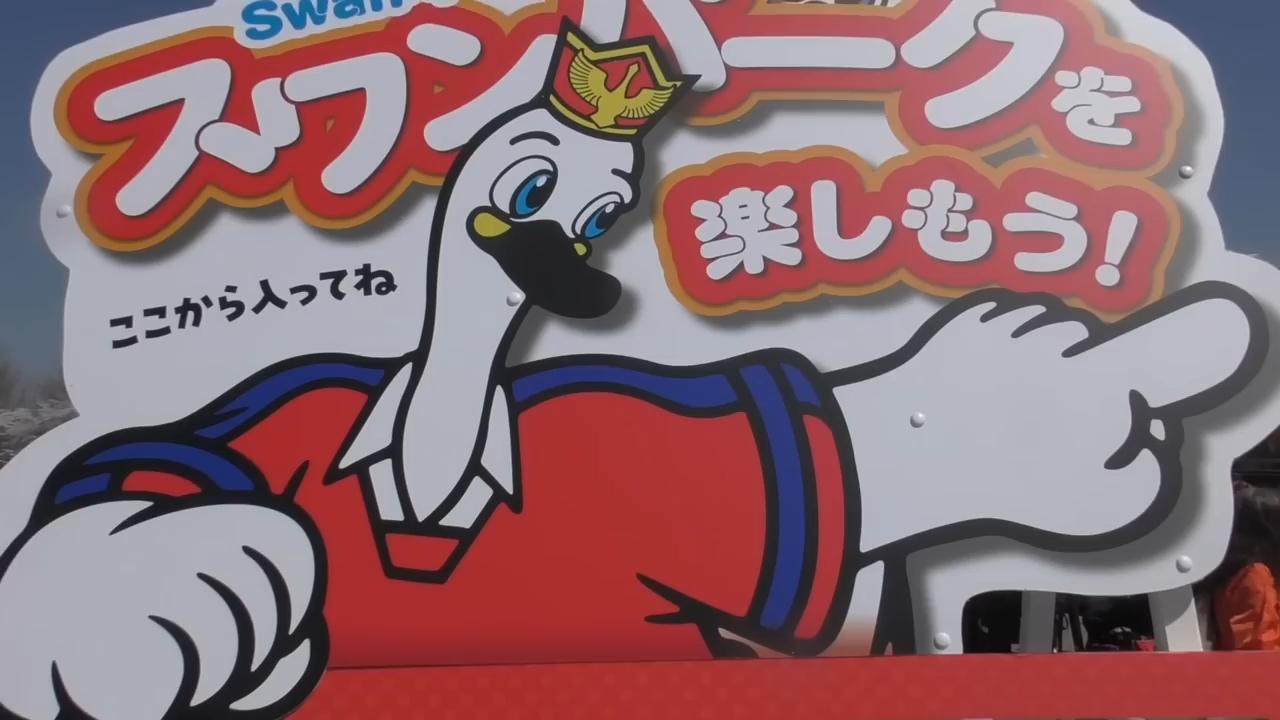 Swan
スワンパークを
楽しもう!
ここから入ってね